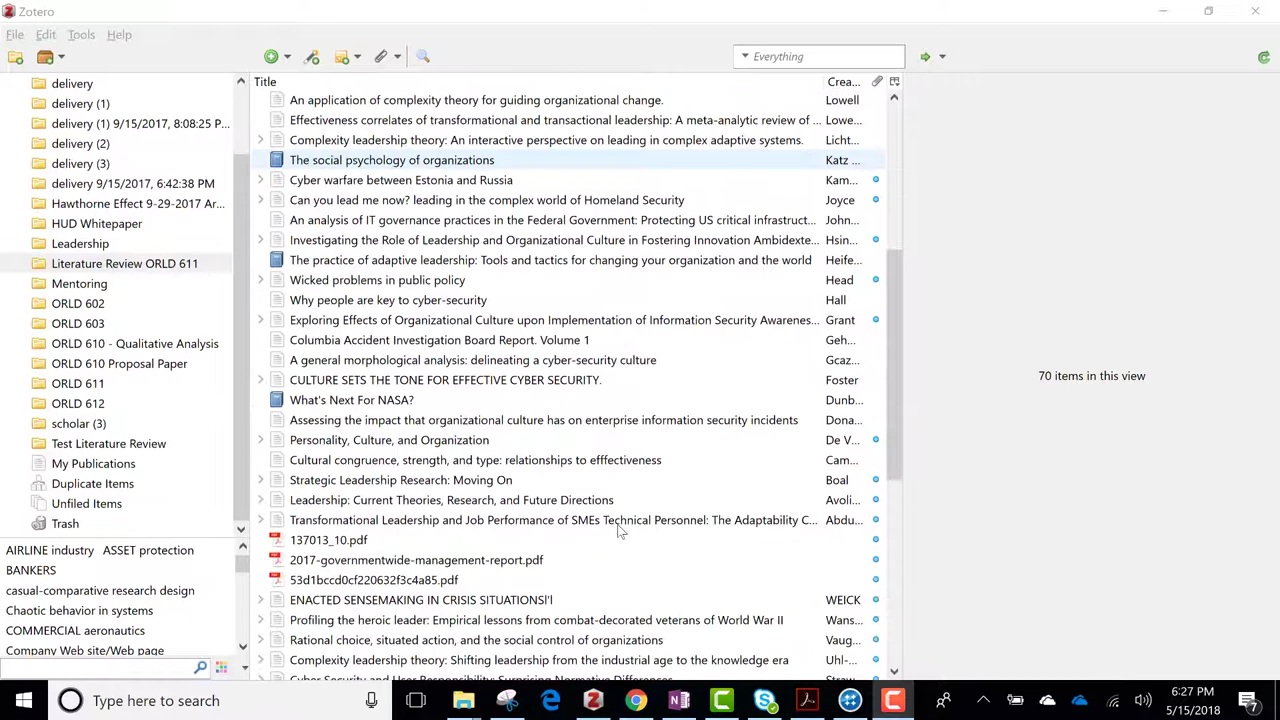 Zotero
File Edit Tools Help
Everything
delivery
delivery (1)
delivery (1) 9/15/2017, 8:08:25 P...
delivery (2)
delivery (3)
delivery 9/15/2017, 6:42:38 PM
Hawthorne Effect 9-29-2017 Ar...
HUD White Paper
Leadership
Literature Review ORLD 611
Mentoring
ORLD
ORLD
ORLD - Qualitative Analysis
ORLD - Proposal Paper
ORLD
ORLD 612
scholar
Test Literature Review
My Publications
Duplicate Items
Unfiled Items
Trash
AIRLINE industry -- ASSET protection
BANKERS
casual-comparative research design
Chaotic behavior in systems
COMMERCIAL aeronautics
Company Web sites/Web pages
Title Crea...
An application of complexity theory for guiding organizational change. Lowell
Effectiveness correlates of transformational and transactional leadership: A meta-analytic review of ... Lowe...
Complexity leadership theory: An interactive perspective on leading in complex adaptive systems. Licht...
The social psychology of organizations Katz ...
Cyber warfare between Estonia and Russia Kam...
Can you lead me now? leading in the complex world of Homeland Security Joyce
An analysis of IT governance practices in the Federal Government: Protecting US critical infrastruct... John...
Investigating the Role of Leadership and Organizational Culture in Fostering Innovation Ambidexte... Hsin...
The practice of adaptive leadership: Tools and tactics for changing your organization and the world Heife...
Wicked problems in public policy Head
Why people are key to cyber-security Hall
Exploring Effects of Organizational Culture upon Implementation of Information Security Awarenes... Grant
Columbia Accident Investigation Board Report, Volume 1 Geh...
A general morphological analysis: delineating a cyber-security culture Gcaz...
CULTURE SETS THE TONE FOR EFFECTIVE CYBER SECURITY. Foster
What's Next For NASA? Dunb...
Assessing the impact that organizational culture has on enterprise information security incidents Dona...
Personality, Culture, and Organization De V...
Cultural congruence, strength, and type: relationships to efffectiveness Cam...
Strategic Leadership Research: Moving On Boal
Leadership: Current Theories, Research, and Future Directions Avoli...
Transformational Leadership and Job Performance of SMEs Technical Personnel: The Adaptability C... Abdu...
137013_10.pdf
2017-governmentwide-management-report.pdf
ENACTED SENSEMAKING IN CRISIS SITUATIONS[1] WEICK
Profiling the heroic leader: Empirical lessons from combat-decorated veterans of World War II Wans...
Rational choice, situated action, and the social control of organizations Vaug...
Complexity leadership theory: Shifting leadership from the industrial age to the knowledge era Uhl-...
Cyber Security and User Responsibility: Surprising Normative Differences Straw...
70 items in this view
Type here to search
6:27 PM
5/15/2018
7